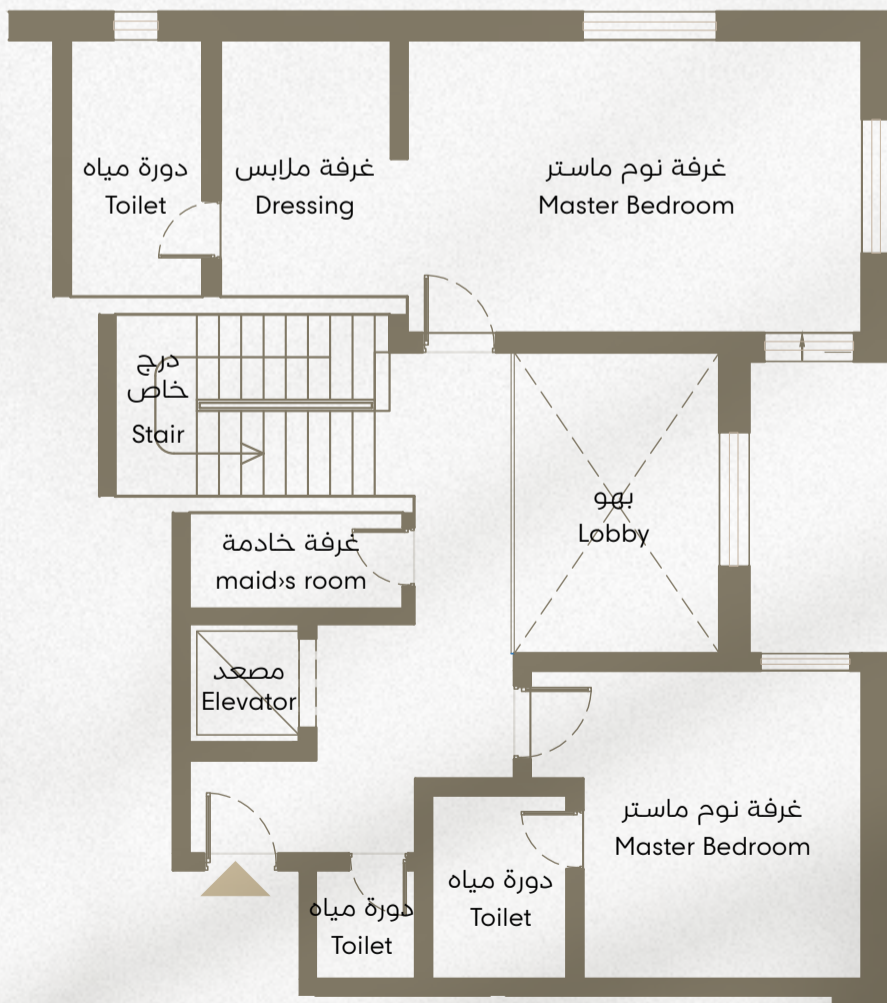 دورة مياه
Toilet
غرفة ملابس
Dressing
غرفة نوم ماستر
Master Bedroom
درج
خاص
Stair
بهو
Lobby
غرفة خادمة
maid›s room
مصعد
Elevator
غرفة نوم ماستر
Master Bedroom
دورة مياه
Toilet
دورة مياه
Toilet